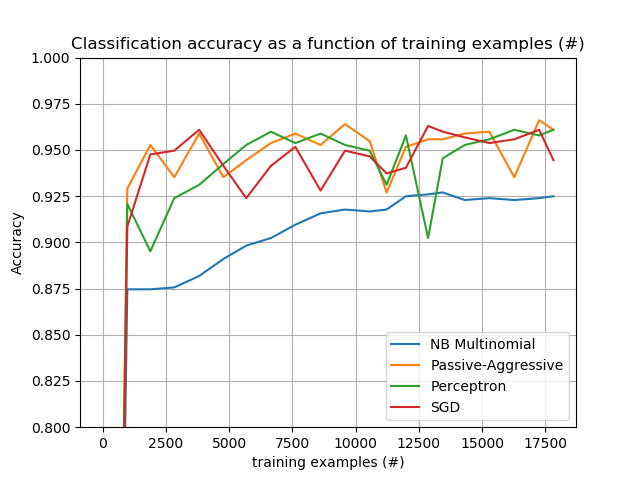 Classification accuracy as a function of training examples (#)
1.000
0.975
0.950
0.925
0.900
0.875
0.850
0.825
0.800
Accuracy
NB Multinomial
Passive-Aggressive
Perceptron
SGD
0 2500 5000 7500 10000 12500 15000 17500
training examples (#)